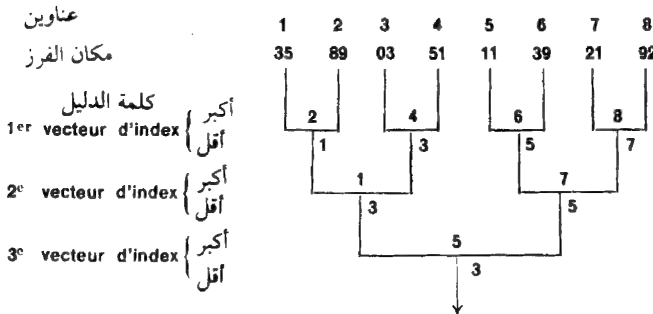 عناوين 1 2 3 4 5 6 7 8
مكان الفرز 35 89 03 51 11 39 21 92
كلمة الدليل
1er vecteur d'index { أكبر 2 4 6 8
أقل 1 3 5 7
2e vecteur d'index { أكبر 1 7
أقل 3 5
3e vecteur d'index { أكبر 5
أقل 3